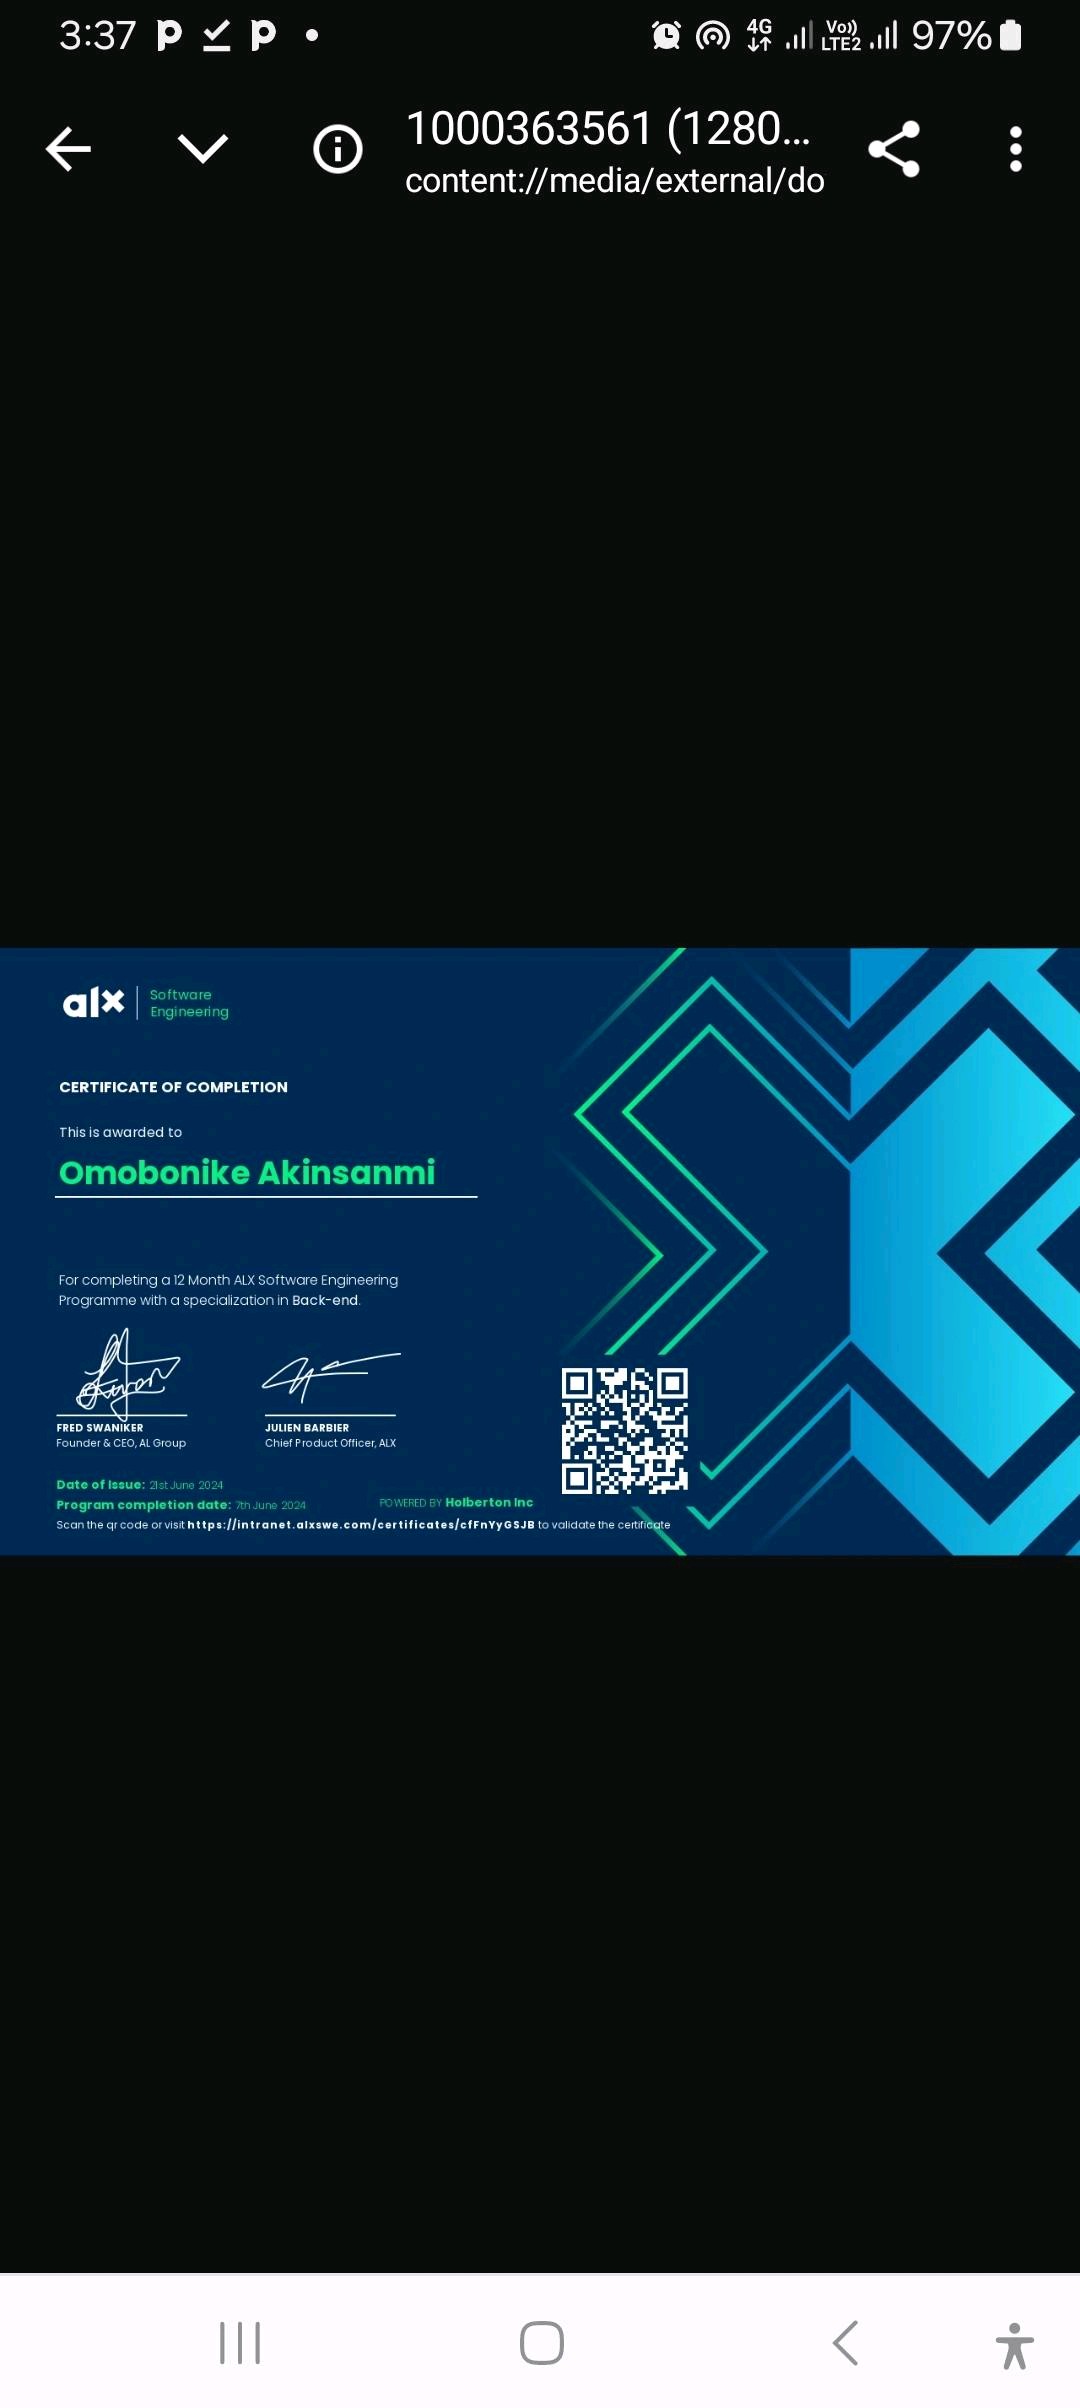 3:37
4G
Vo))
LTE2
97%
1000363561 (1280...
content://media/external/do
alx
Software
Engineering
CERTIFICATE OF COMPLETION
This is awarded to
Omobonike Akinsanmi
For completing a 12 Month ALX Software Engineering
Programme with a specialization in Back-end.
FRED SWANIKER
Founder & CEO, AL Group
JULIEN BARBIER
Chief Product Officer, ALX
Date of Issue: 21st June 2024
Program completion date: 7th June 2024
POWERED BY Holberton Inc
Scan the qr code or visit https://intranet.alxswe.com/certificates/cfFnYyGSJB to validate the certificate